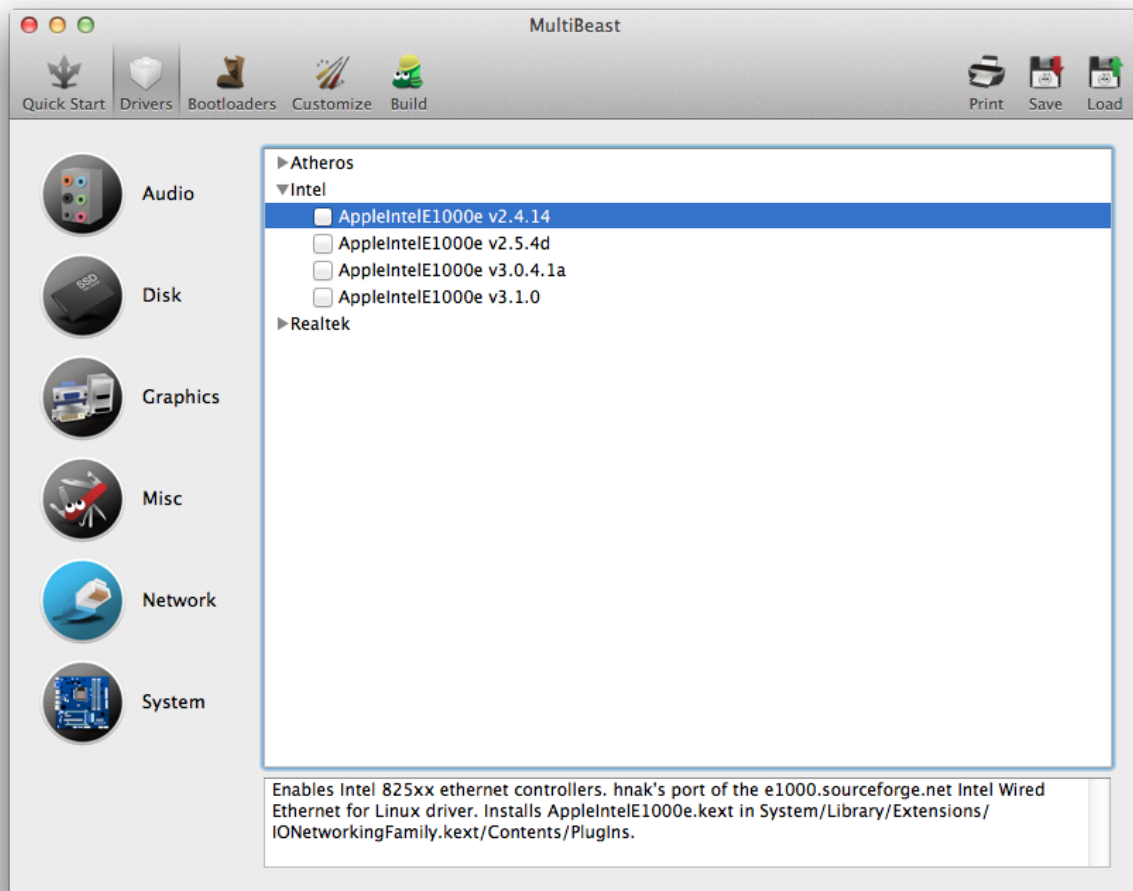 MultiBeast
Quick Start Drivers Bootloaders Customize Build Print Save Load
Audio
Disk
SSD
Graphics
Misc
Network
System
Atheros
Intel
AppleIntelE1000e v2.4.14
AppleIntelE1000e v2.5.4d
AppleIntelE1000e v3.0.4.1a
AppleIntelE1000e v3.1.0
Realtek
Enables Intel 825xx ethernet controllers. hnak's port of the e1000.sourceforge.net Intel Wired
Ethernet for Linux driver. Installs AppleIntelE1000e.kext in System/Library/Extensions/
IONetworkingFamily.kext/Contents/PlugIns.